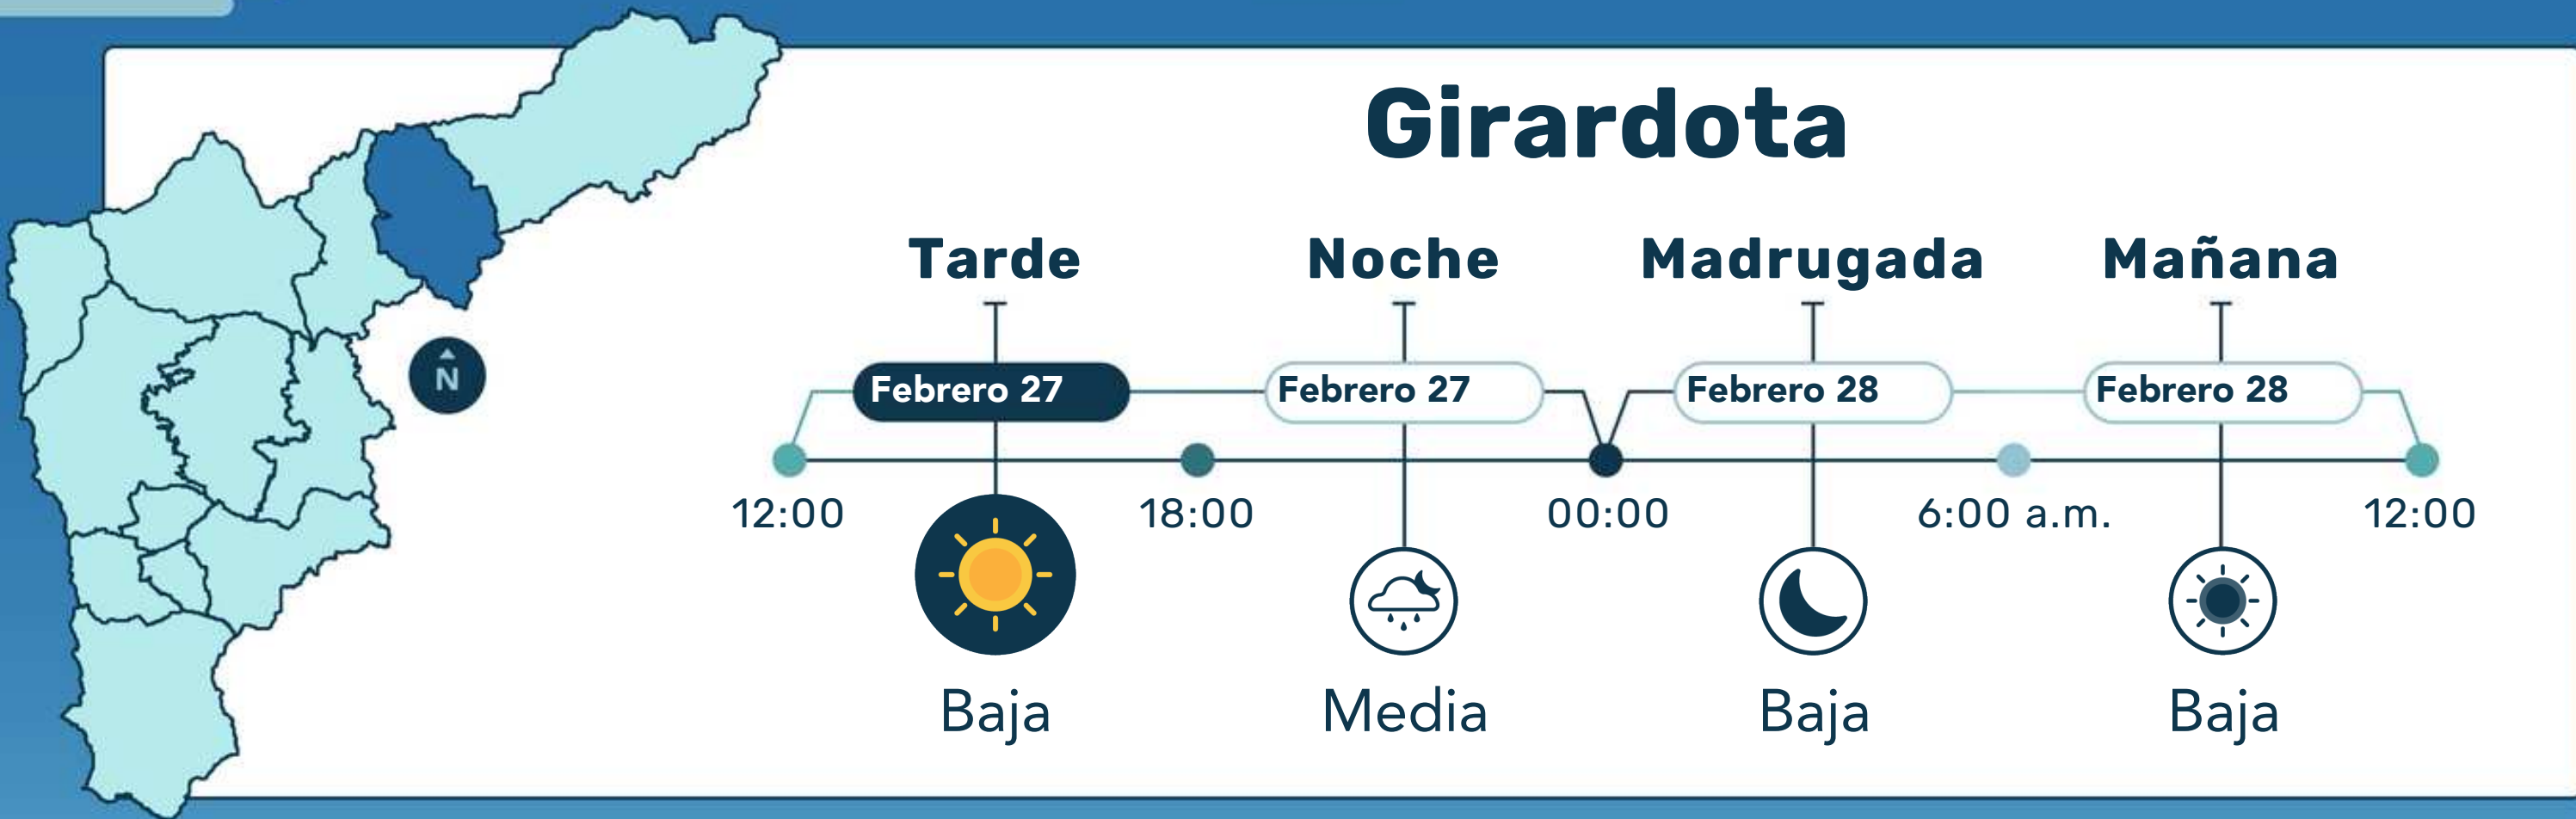 Girardota
Tarde Noche Madrugada Mañana
Febrero 27 Febrero 27 Febrero 28 Febrero 28
N
12:00 18:00 00:00 6:00 a.m. 12:00
Baja Media Baja Baja